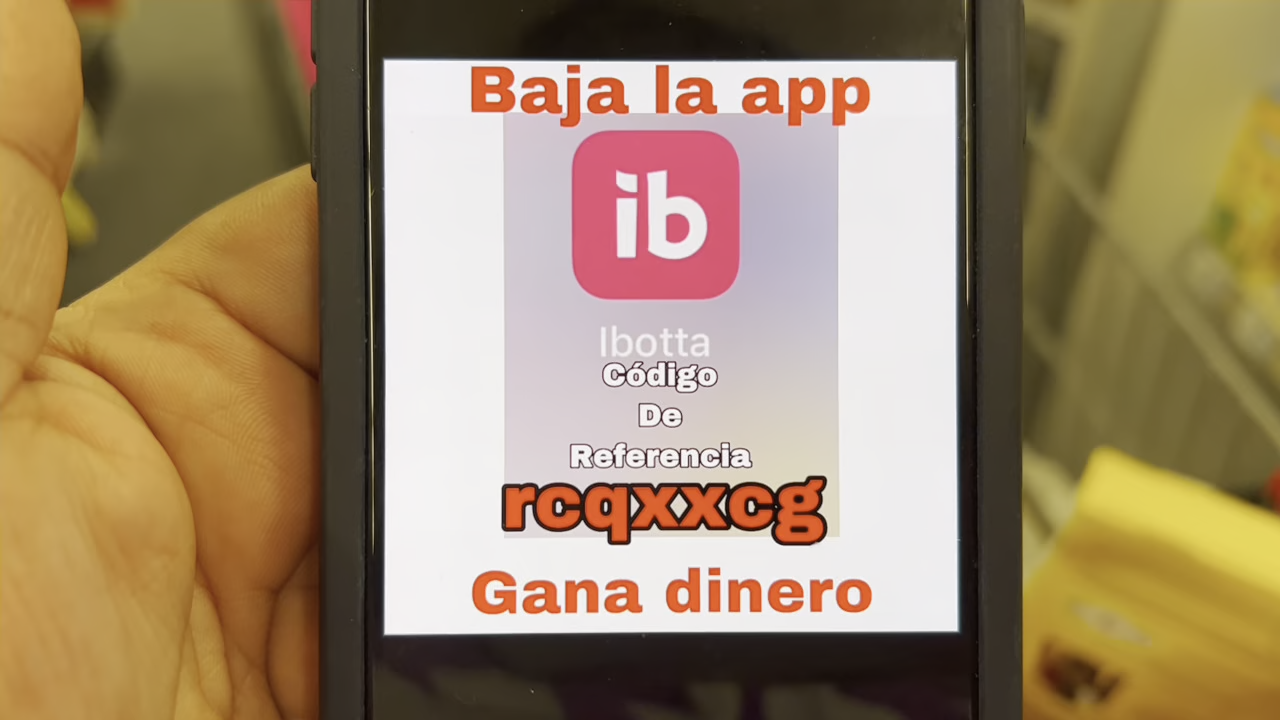 Baja la app
ib
Ibotta
Código
De
Referencia
rcqxxcg
Gana dinero